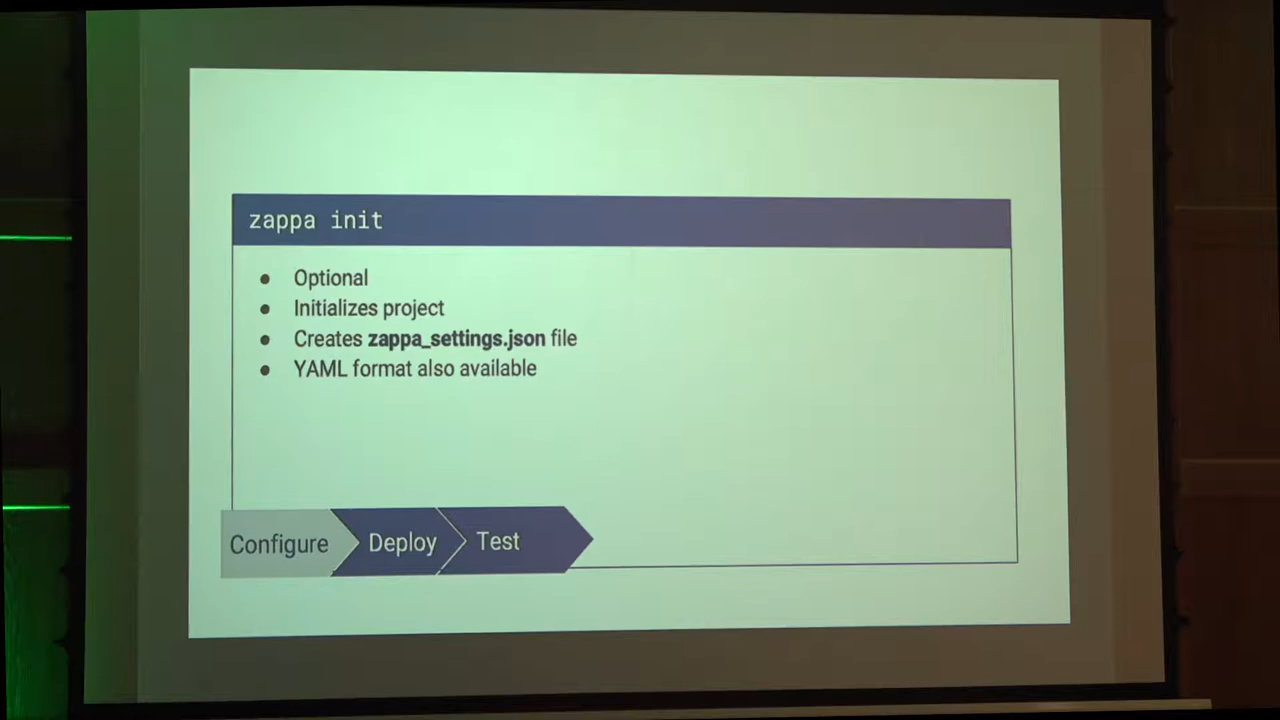 zappa init
● Optional
● Initializes project
● Creates zappa_settings.json file
● YAML format also available
Configure
Deploy
Test